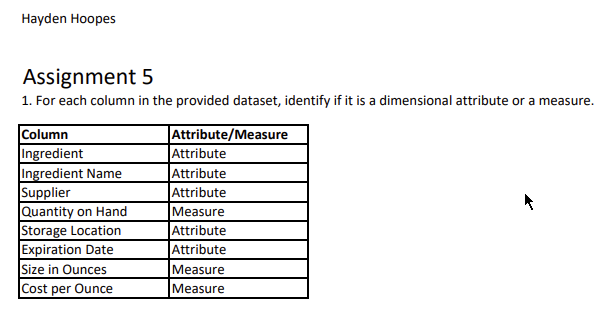 Hayden Hoopes
Assignment 5
1. For each column in the provided dataset, identify if it is a dimensional attribute or a measure.
Column Attribute/Measure
Ingredient Attribute
Ingredient Name Attribute
Supplier Attribute
Quantity on Hand Measure
Storage Location Attribute
Expiration Date Attribute
Size in Ounces Measure
Cost per Ounce Measure